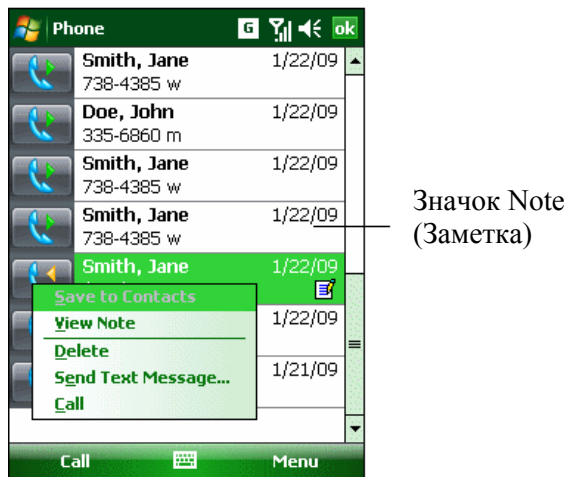 Phone G ok
Smith, Jane 1/22/09
738-4385 w
Doe, John 1/22/09
335-6860 m
Smith, Jane 1/22/09
738-4385 w
Smith, Jane 1/22/09
738-4385 w
Smith, Jane 1/22/09
Save to Contacts
View Note 1/22/09
Delete
Send Text Message... 1/21/09
Call
Call Menu
Значок Note
(Заметка)